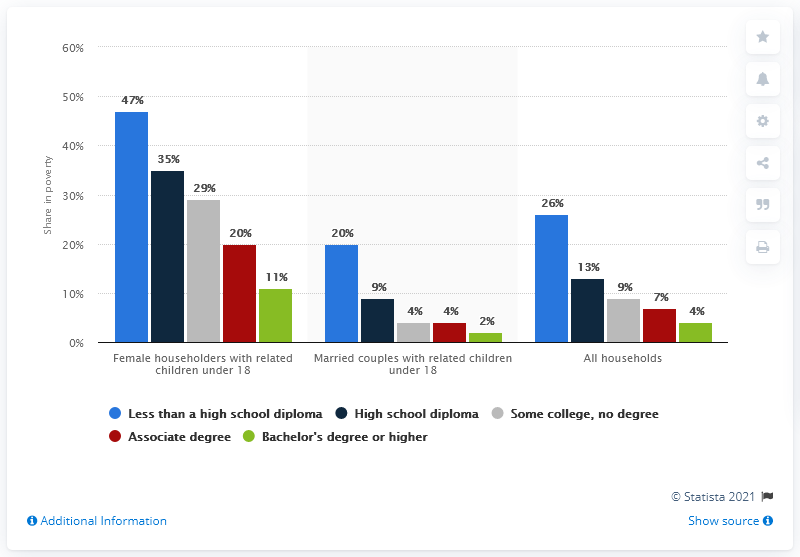 60%
50%
40%
30%
20%
10%
0%
Share in poverty
47%
35%
29%
20%
11%
20%
9%
4%
4%
2%
26%
13%
9%
7%
4%
Female householders with related
children under 18
Married couples with related children
under 18
All households
Less than a high school diploma
High school diploma
Some college, no degree
Associate degree
Bachelor's degree or higher
© Statista 2021
Additional Information
Show source